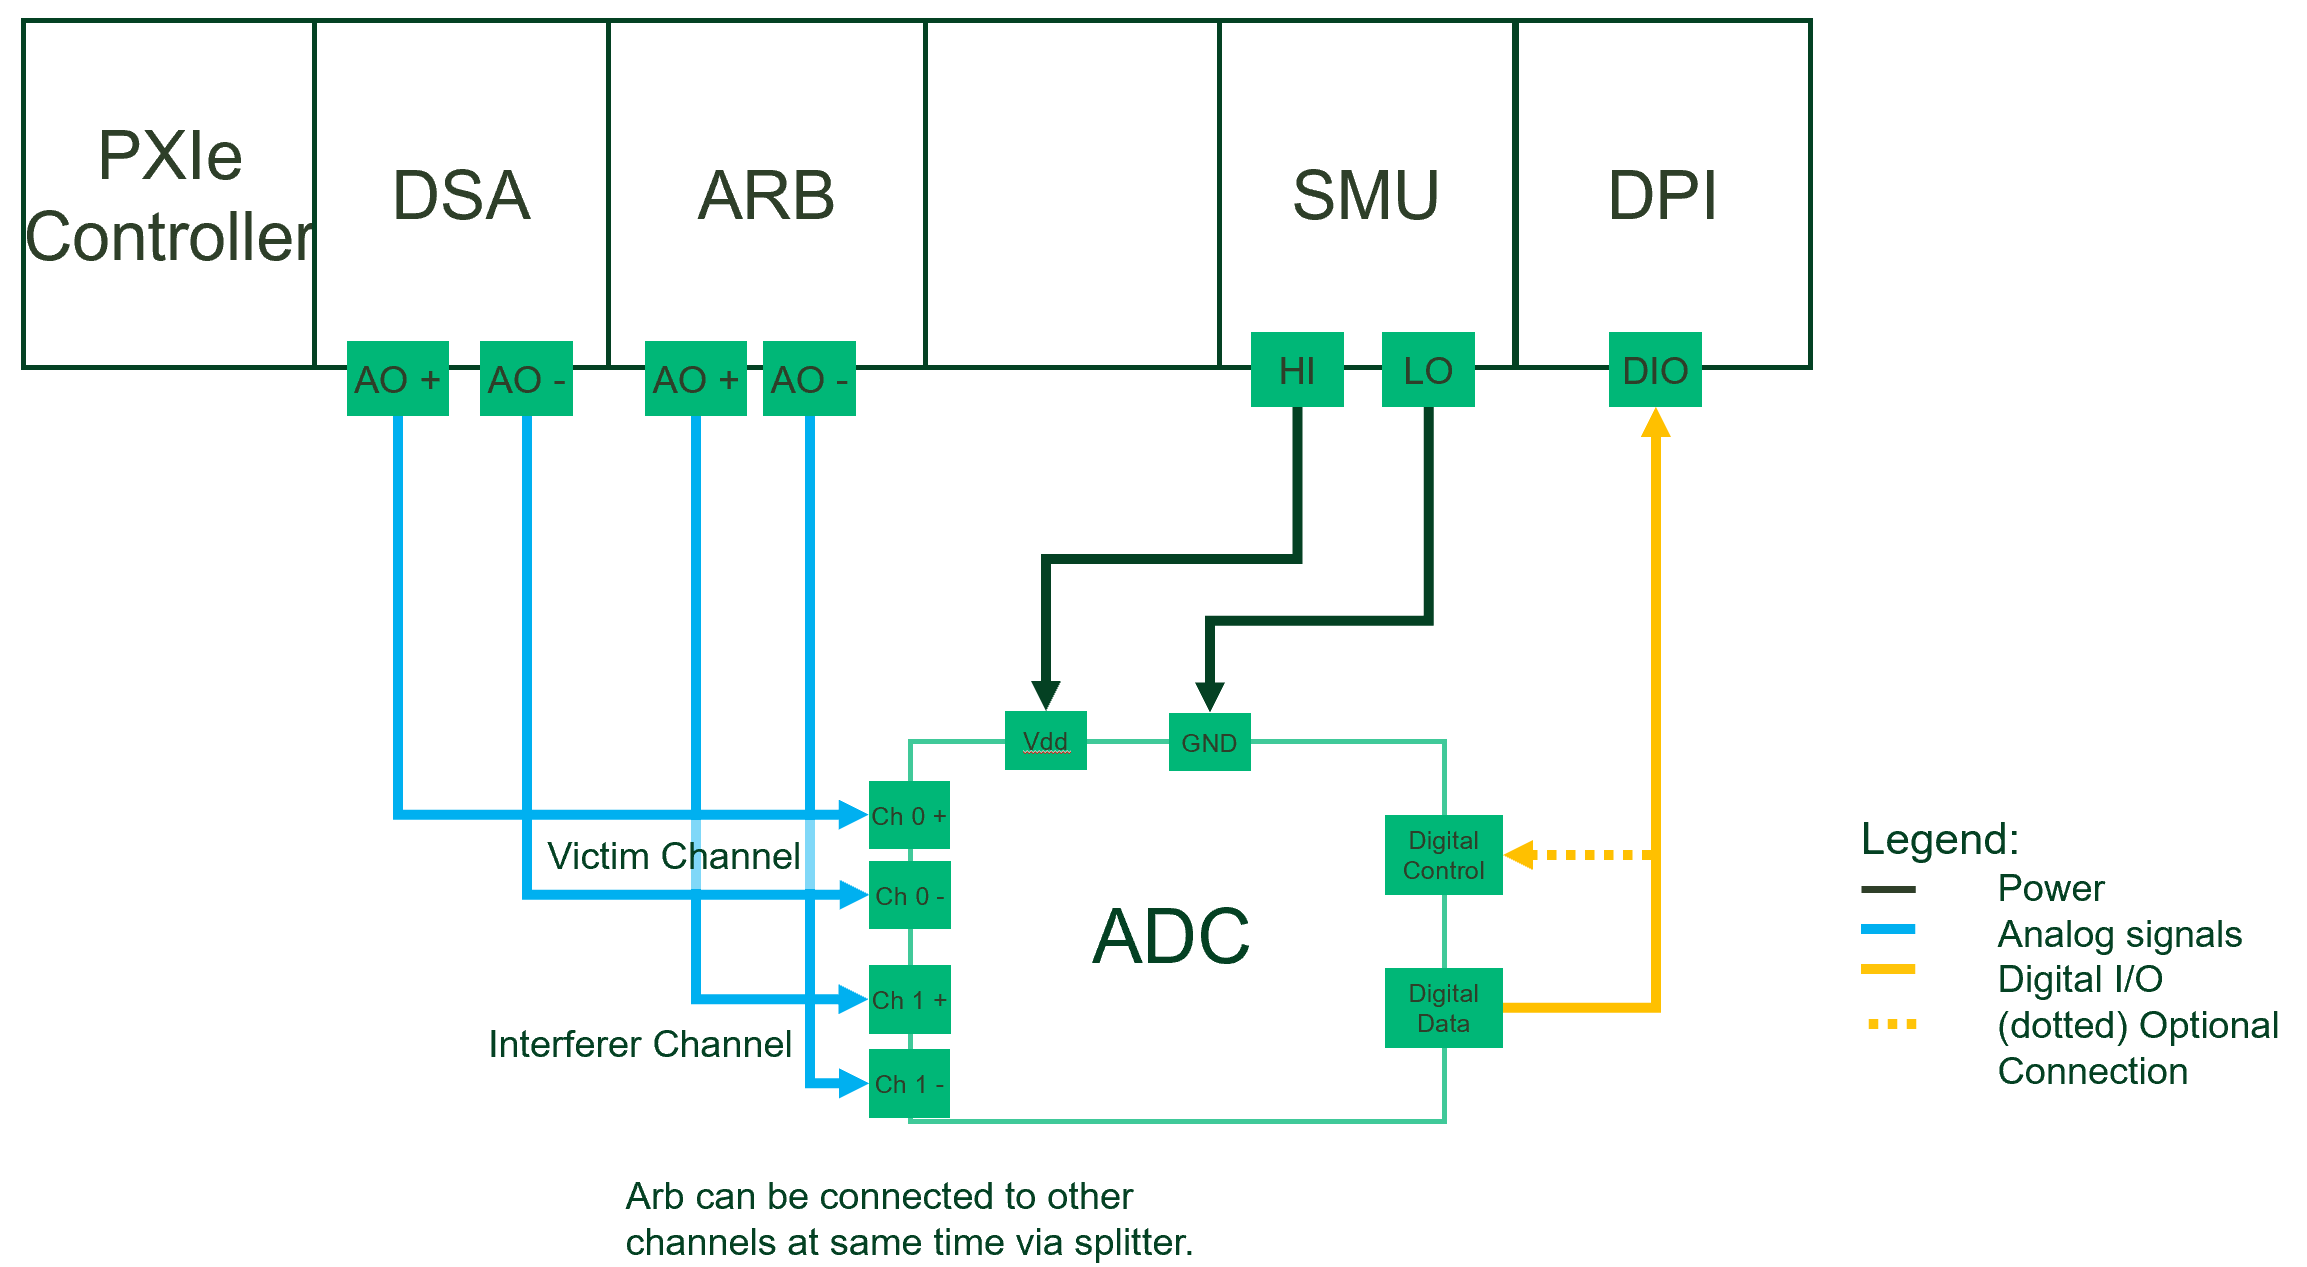 PXIe
Controller
DSA
ARB
SMU
DPI
AO +
AO -
AO +
AO -
HI
LO
DIO
Vdd
GND
Ch 0 +
Victim Channel
Ch 0 -
ADC
Ch 1 +
Interferer Channel
Ch 1 -
Digital
Control
Digital
Data
Legend:
Power
Analog signals
Digital I/O
(dotted) Optional
Connection
Arb can be connected to other
channels at same time via splitter.